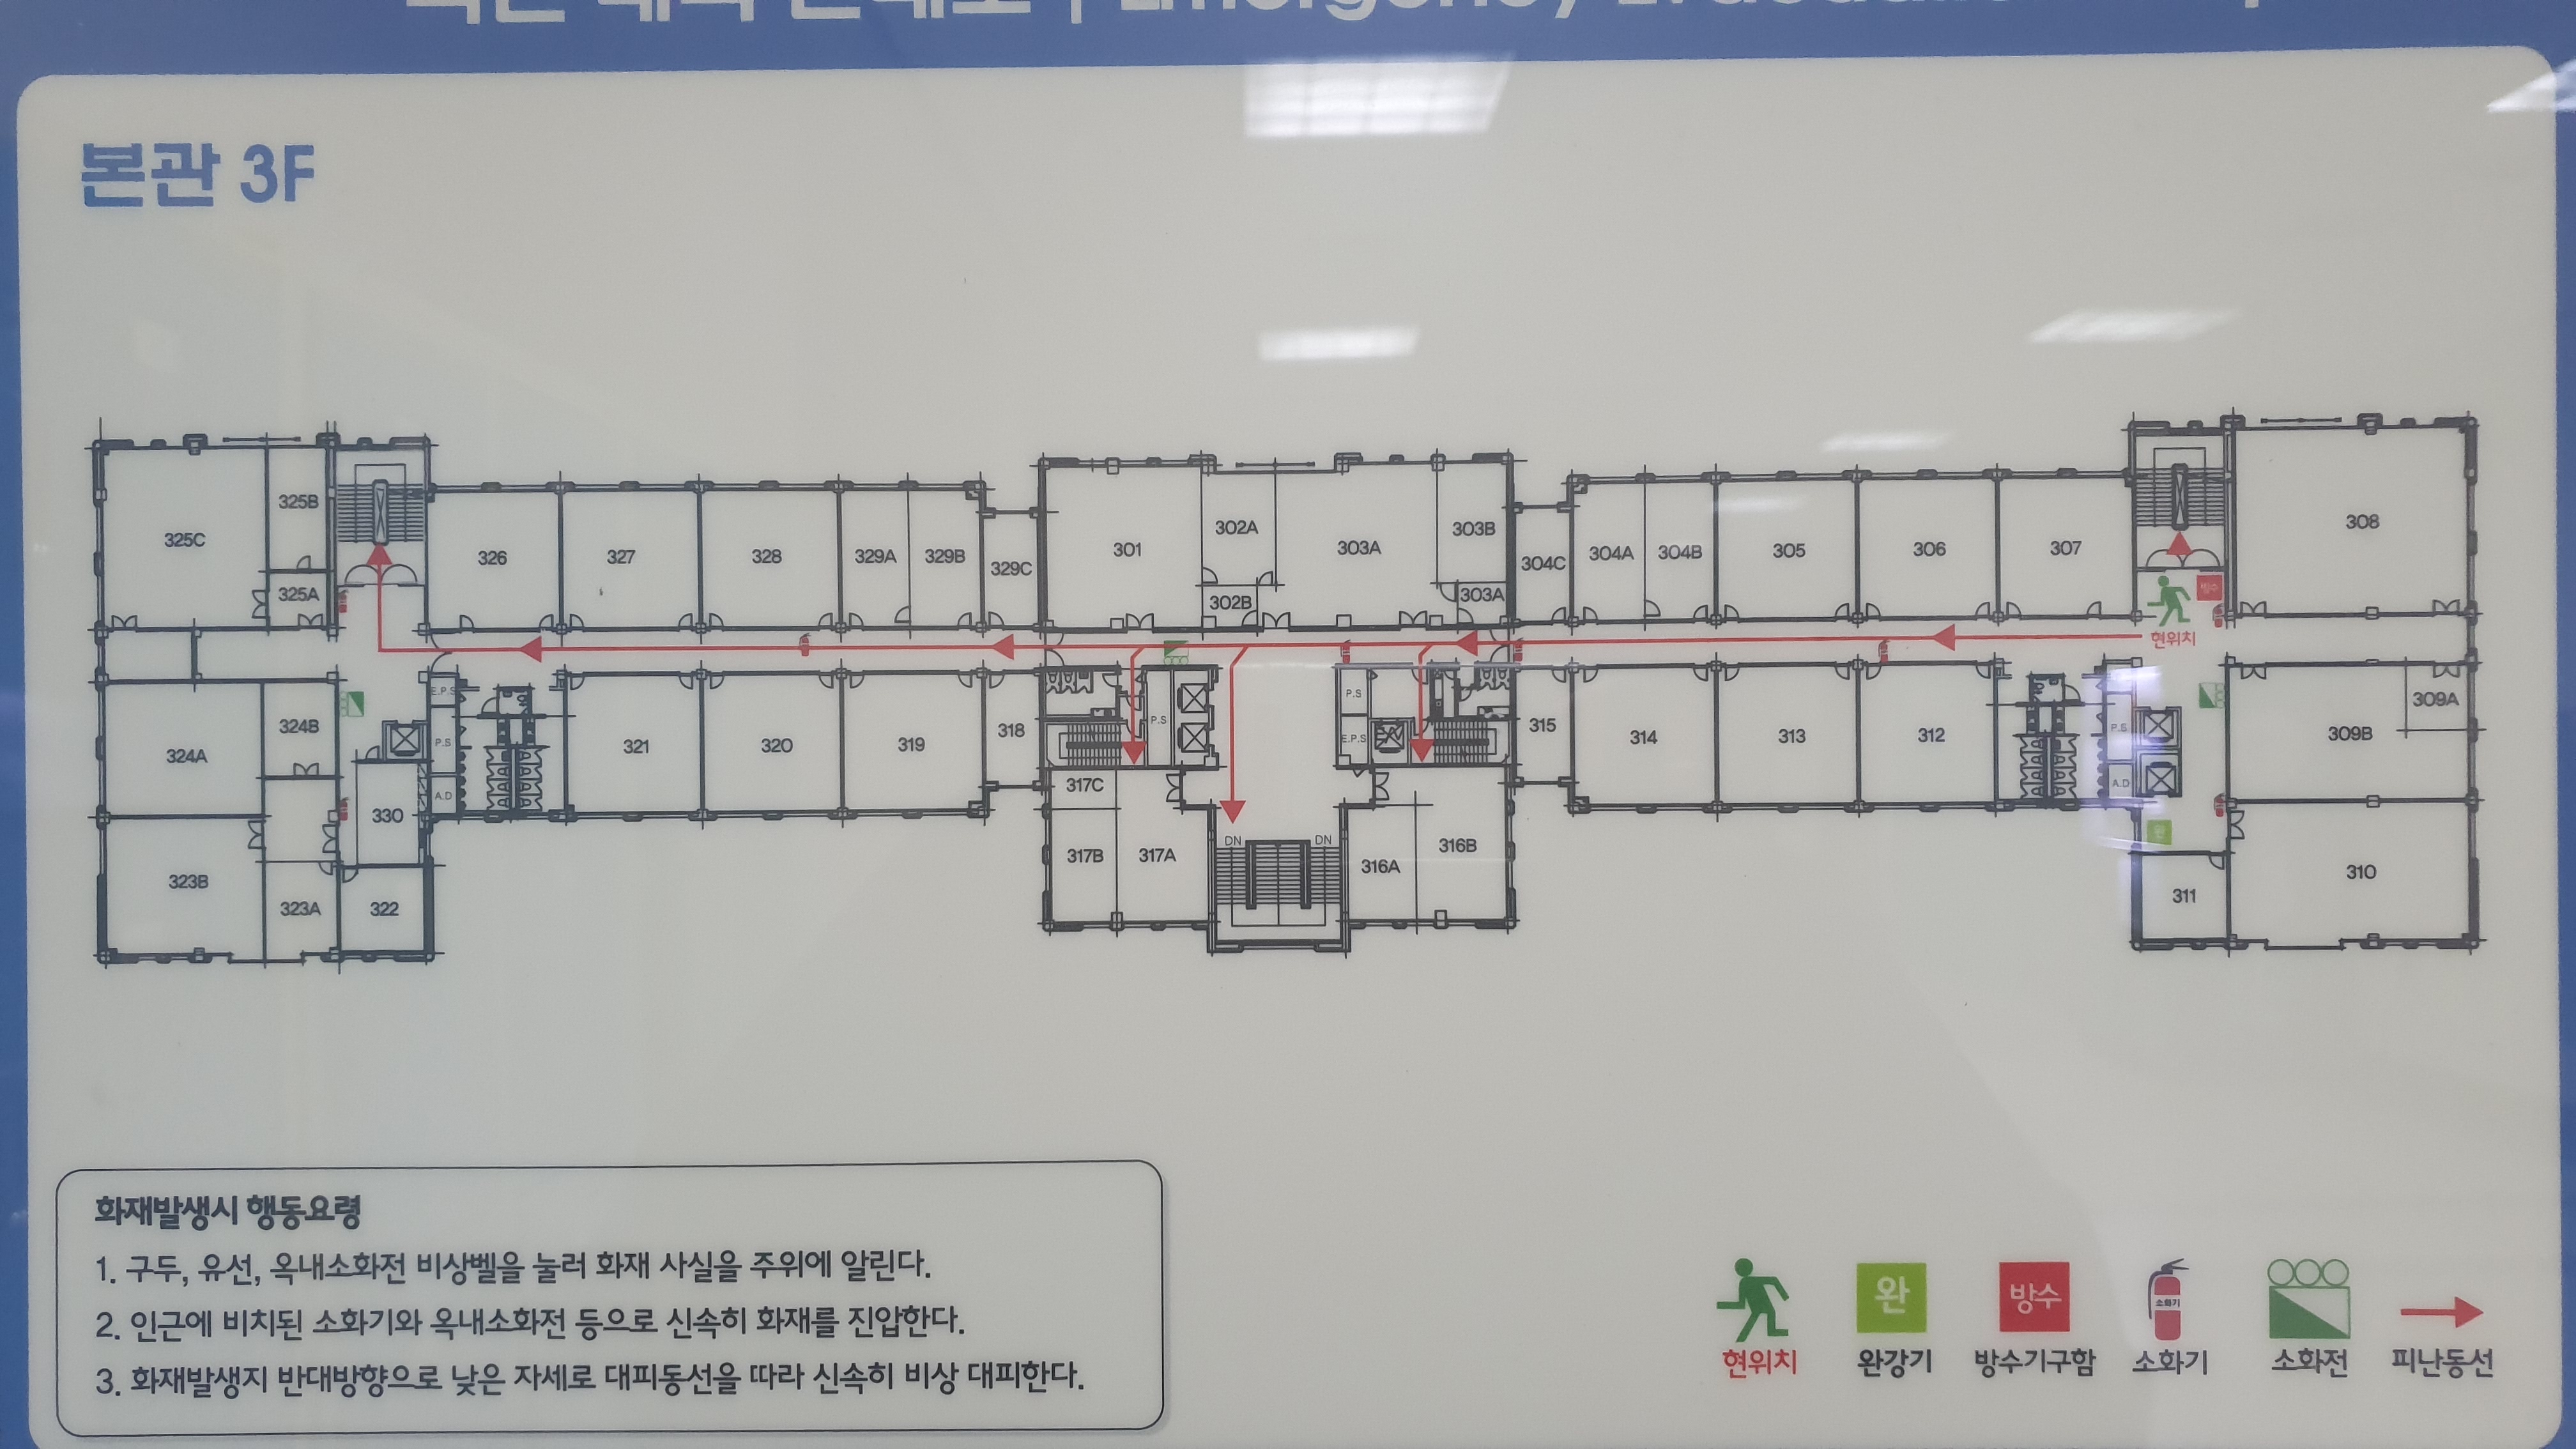 본관 3F
325C
325B
325A
326
327
328
329A
329B
329C
301
302A
302B
303A
303B
303A
304C
304A
304B
305
306
307
308
방수
현위치
324A
324B
E.P.S
P.S
A.D
330
323B
323A
322
321
320
319
318
P.S
317C
317B
317A
DN
DN
P.S
E.P.S
316A
316B
315
314
313
312
P.S
A.D
완
311
309A
309B
310
화재발생시 행동요령
1. 구두, 유선, 옥내소화전 비상벨을 눌러 화재 사실을 주위에 알린다.
2. 인근에 비치된 소화기와 옥내소화전 등으로 신속히 화재를 진압한다.
3. 화재발생지 반대방향으로 낮은 자세로 대피동선을 따라 신속히 비상 대피한다.
완
방수
소화기
현위치
완강기
방수기구함
소화기
소화전
피난동선